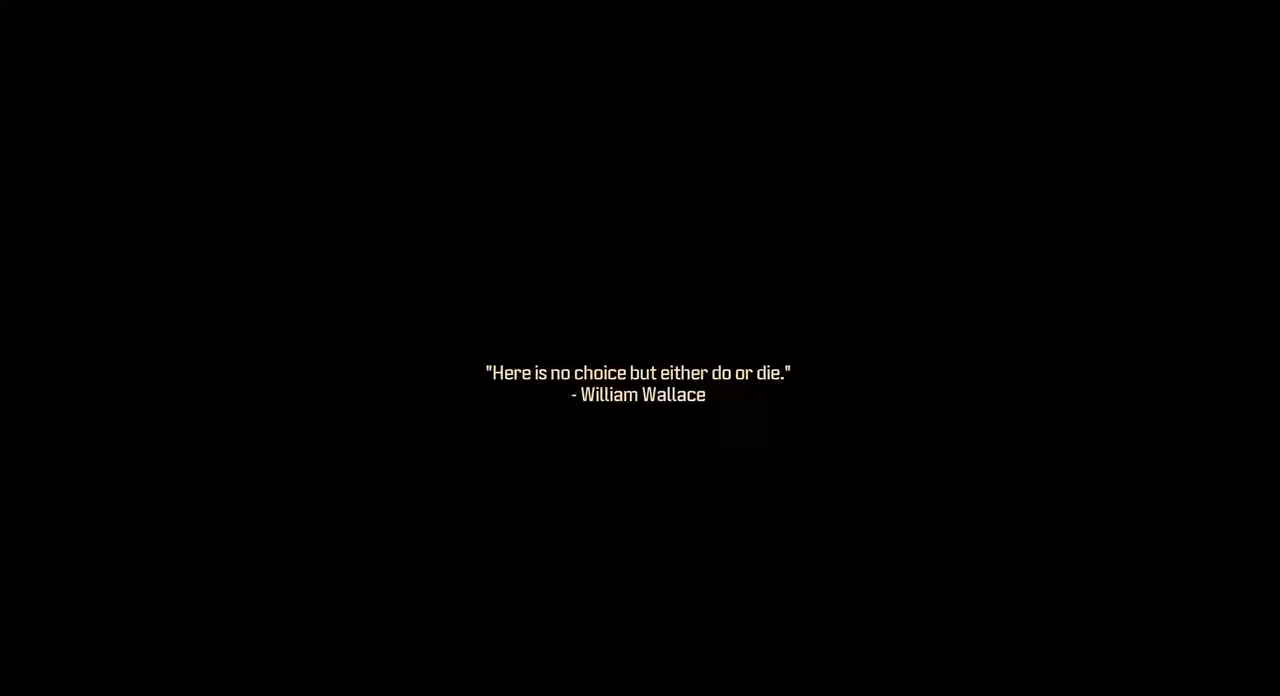 "Here is no choice but either do or die."
- William Wallace